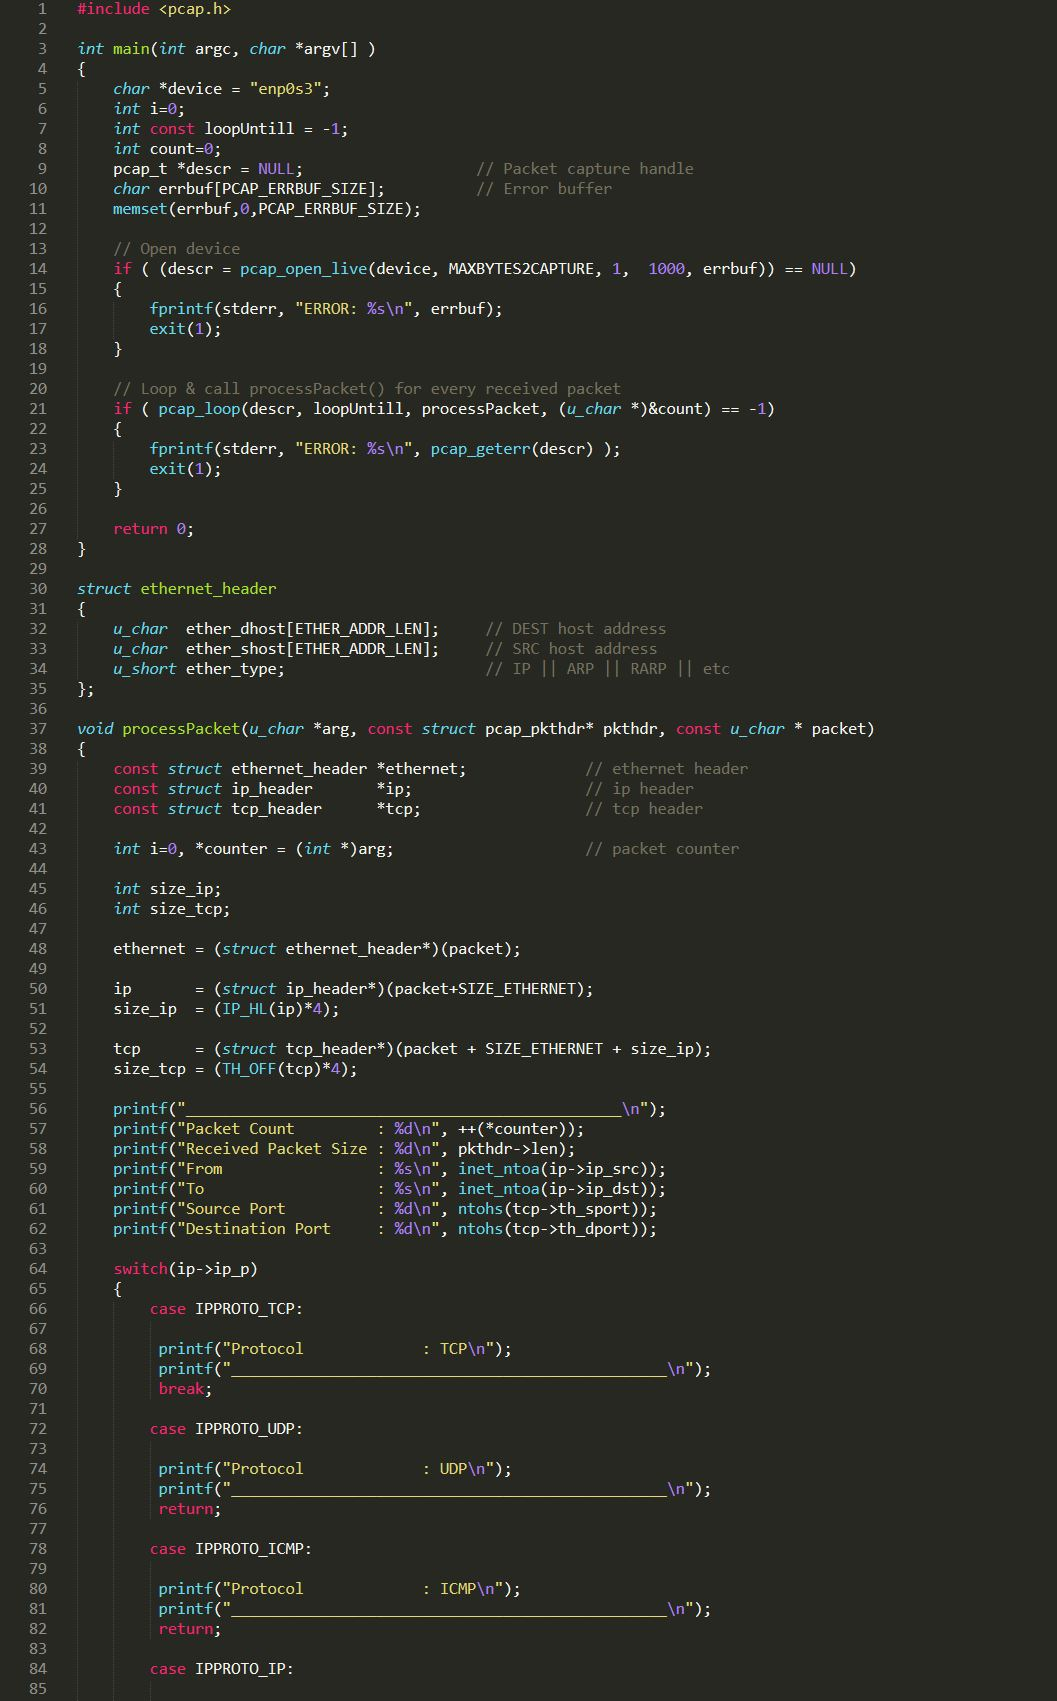 1 #include <pcap.h>
2
3 int main(int argc, char *argv[] )
4 {
5     char *device = "enp0s3";
6     int i=0;
7     int const loopUntill = -1;
8     int count=0;
9     pcap_t *descr = NULL;                   // Packet capture handle
10     char errbuf[PCAP_ERRBUF_SIZE];          // Error buffer
11     memset(errbuf,0,PCAP_ERRBUF_SIZE);
12
13     // Open device
14     if ( (descr = pcap_open_live(device, MAXBYTES2CAPTURE, 1,  1000, errbuf)) == NULL)
15     {
16         fprintf(stderr, "ERROR: %s\n", errbuf);
17         exit(1);
18     }
19
20     // Loop & call processPacket() for every received packet
21     if ( pcap_loop(descr, loopUntill, processPacket, (u_char *)&count) == -1)
22     {
23         fprintf(stderr, "ERROR: %s\n", pcap_geterr(descr) );
24         exit(1);
25     }
26
27     return 0;
28 }
29
30 struct ethernet_header
31 {
32     u_char  ether_dhost[ETHER_ADDR_LEN];     // DEST host address
33     u_char  ether_shost[ETHER_ADDR_LEN];     // SRC host address
34     u_short ether_type;                      // IP || ARP || RARP || etc
35 };
36
37 void processPacket(u_char *arg, const struct pcap_pkthdr* pkthdr, const u_char * packet)
38 {
39     const struct ethernet_header *ethernet;             // ethernet header
40     const struct ip_header       *ip;                   // ip header
41     const struct tcp_header      *tcp;                  // tcp header
42
43     int i=0, *counter = (int *)arg;                     // packet counter
44
45     int size_ip;
46     int size_tcp;
47
48     ethernet = (struct ethernet_header*)(packet);
49
50     ip       = (struct ip_header*)(packet+SIZE_ETHERNET);
51     size_ip  = (IP_HL(ip)*4);
52
53     tcp      = (struct tcp_header*)(packet + SIZE_ETHERNET + size_ip);
54     size_tcp = (TH_OFF(tcp)*4);
55
56     printf("________________________________________________\n");
57     printf("Packet Count         : %d\n", ++(*counter));
58     printf("Received Packet Size : %d\n", pkthdr->len);
59     printf("From                 : %s\n", inet_ntoa(ip->ip_src));
60     printf("To                   : %s\n", inet_ntoa(ip->ip_dst));
61     printf("Source Port          : %d\n", ntohs(tcp->th_sport));
62     printf("Destination Port     : %d\n", ntohs(tcp->th_dport));
63
64     switch(ip->ip_p)
65     {
66         case IPPROTO_TCP:
67
68          printf("Protocol             : TCP\n");
69          printf("________________________________________________\n");
70          break;
71
72         case IPPROTO_UDP:
73
74          printf("Protocol             : UDP\n");
75          printf("________________________________________________\n");
76          return;
77
78         case IPPROTO_ICMP:
79
80          printf("Protocol             : ICMP\n");
81          printf("________________________________________________\n");
82          return;
83
84         case IPPROTO_IP:
85